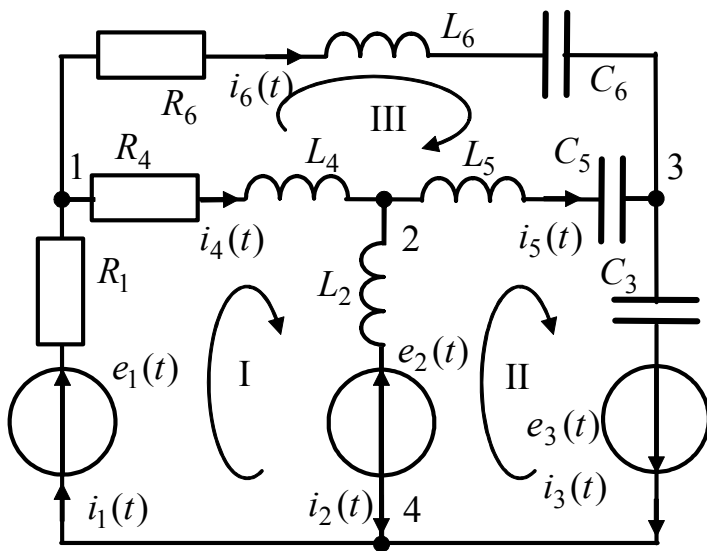 L₆
R₆
i₆(t)
C₆
III
1
R₄
L₄
L₅
C₅
3
i₄(t)
2
i₅(t)
R₁
L₂
C₃
e₁(t)
e₂(t)
I
II
e₃(t)
i₁(t)
i₂(t)
4
i₃(t)